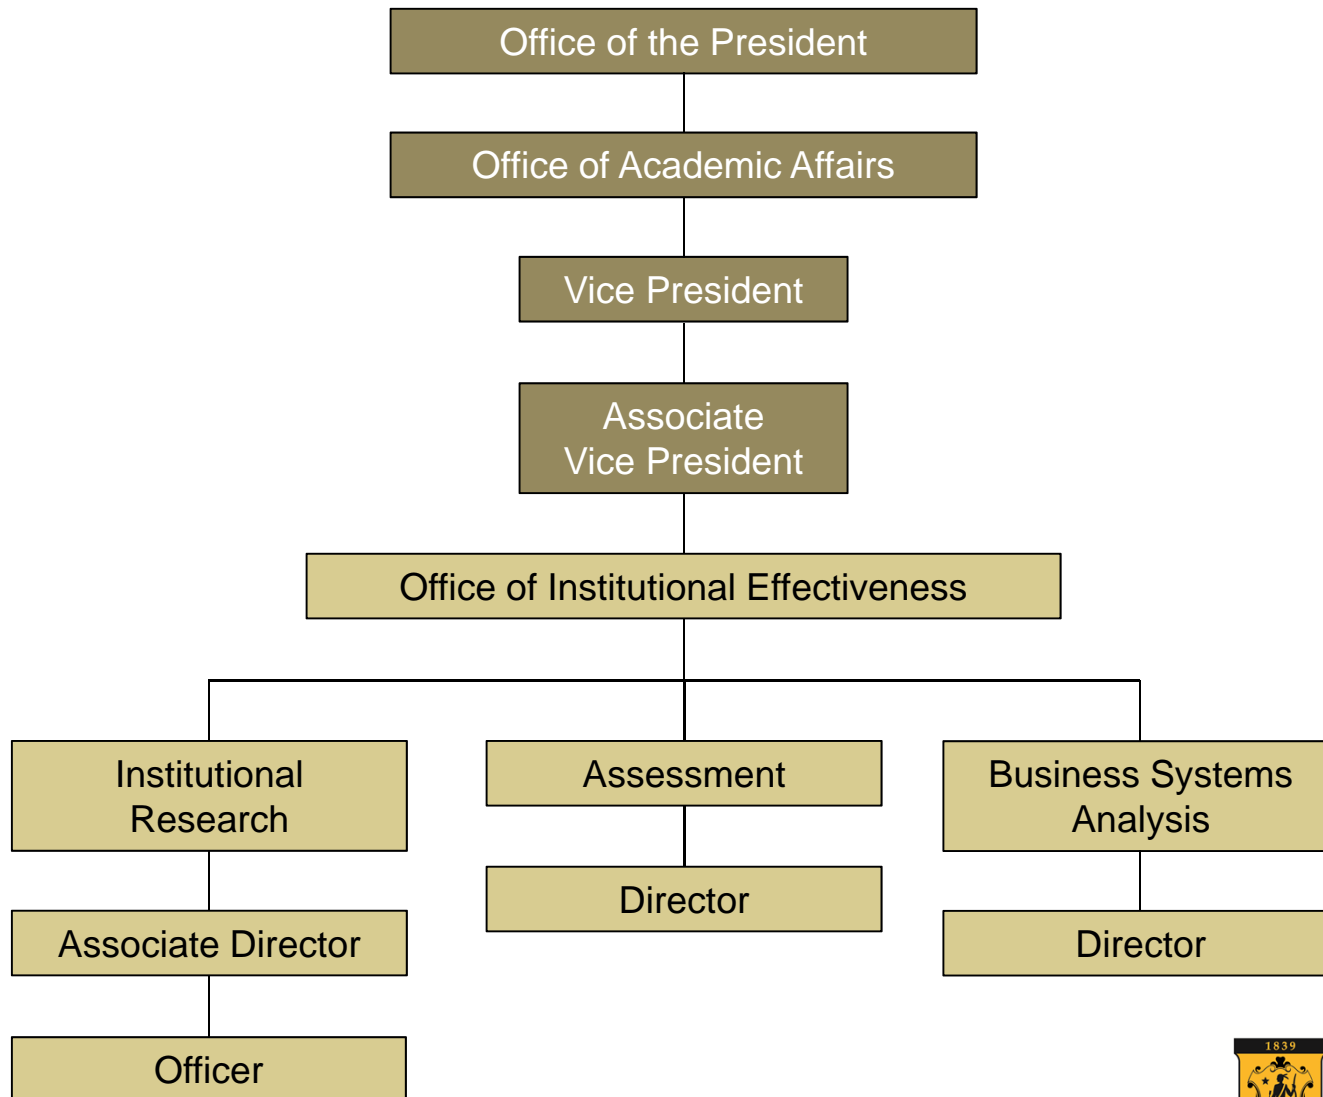 Office of the President
Office of Academic Affairs
Vice President
Associate
Vice President
Office of Institutional Effectiveness
Institutional
Research
Assessment
Business Systems
Analysis
Director
Associate Director
Director
Officer
1839